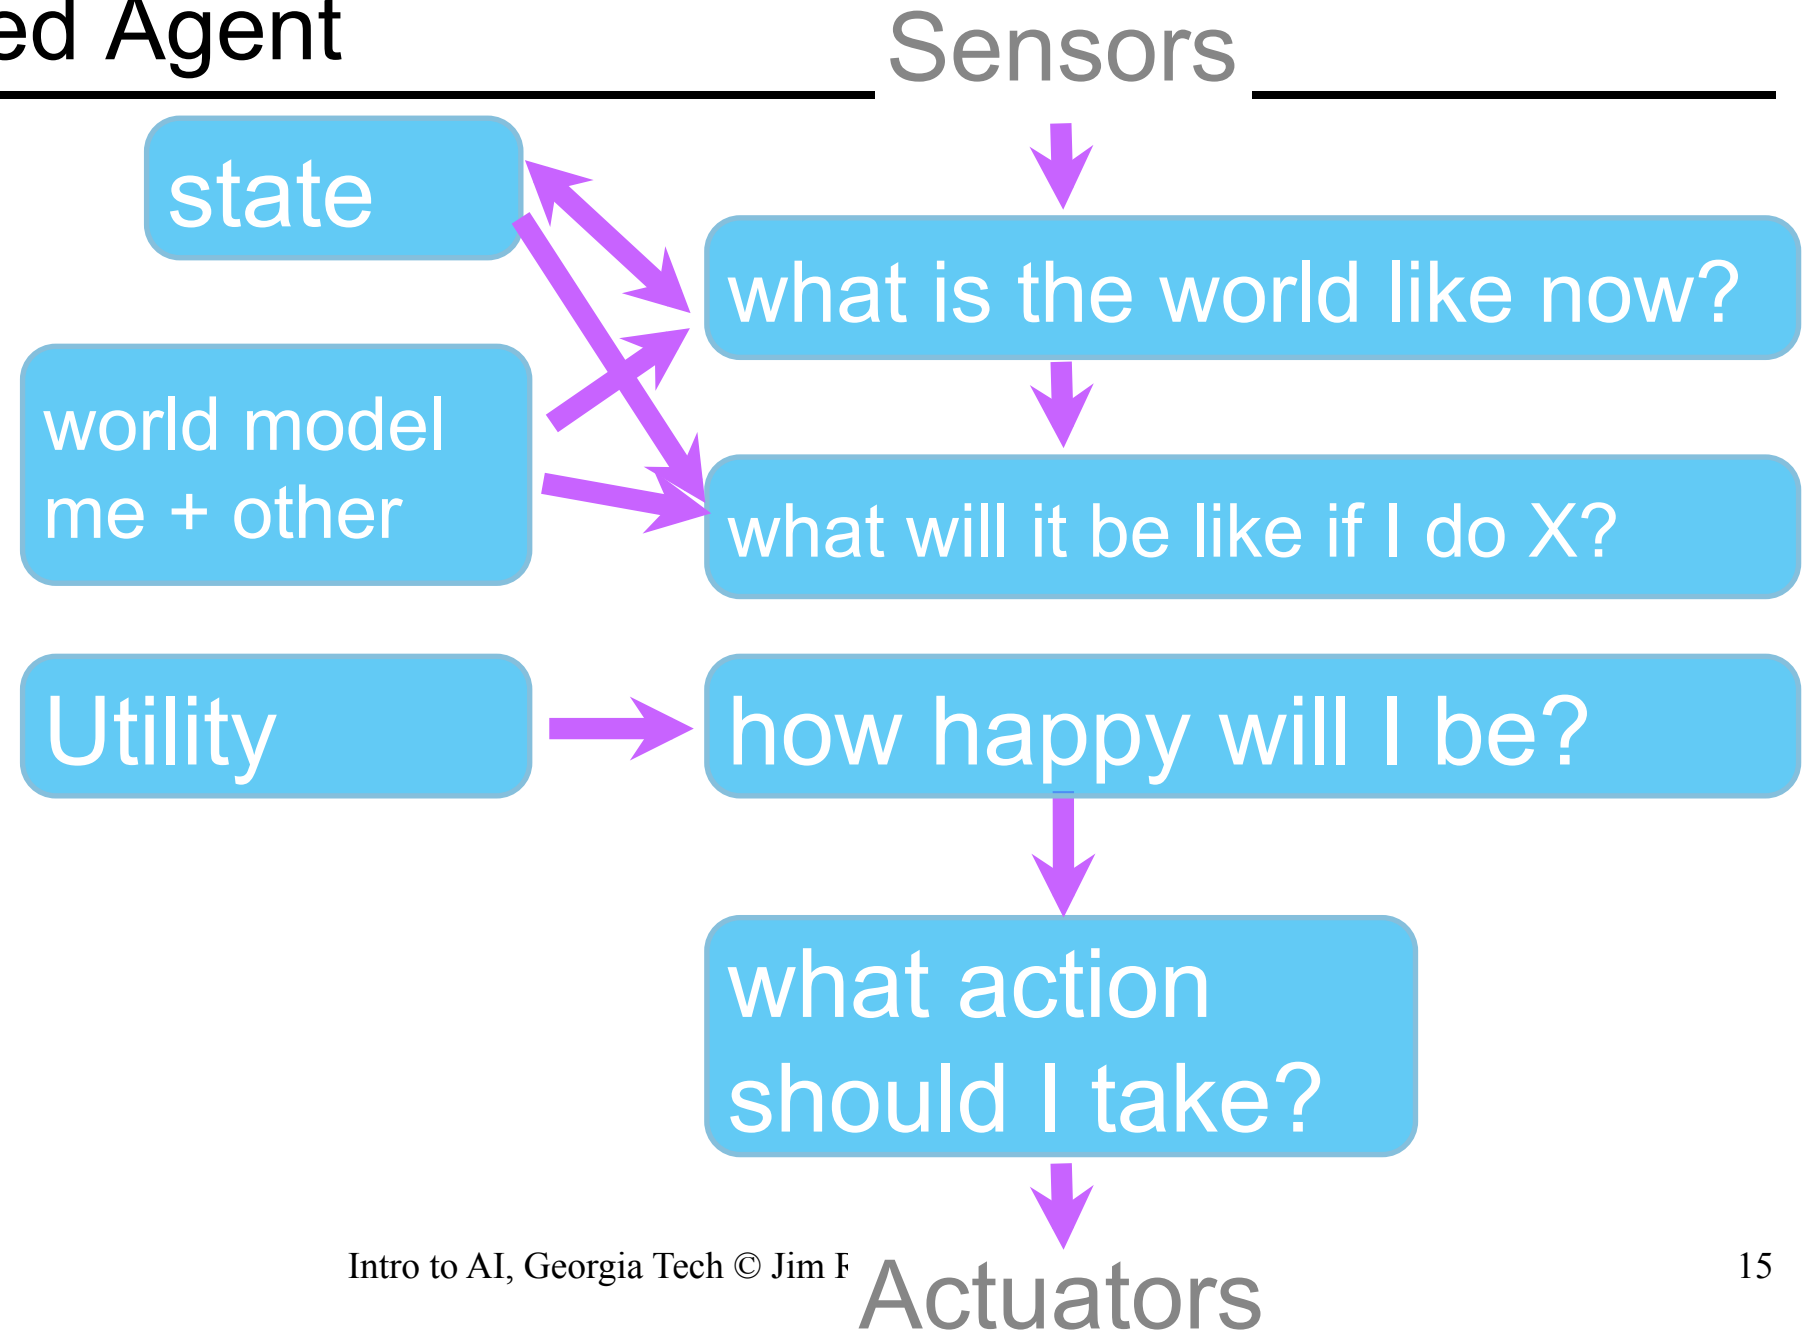 Agent
Sensors
state
what is the world like now?
world model
me + other
what will it be like if I do X?
Utility
how happy will I be?
what action
should I take?
Intro to AI, Georgia Tech © Jim
15
Actuators